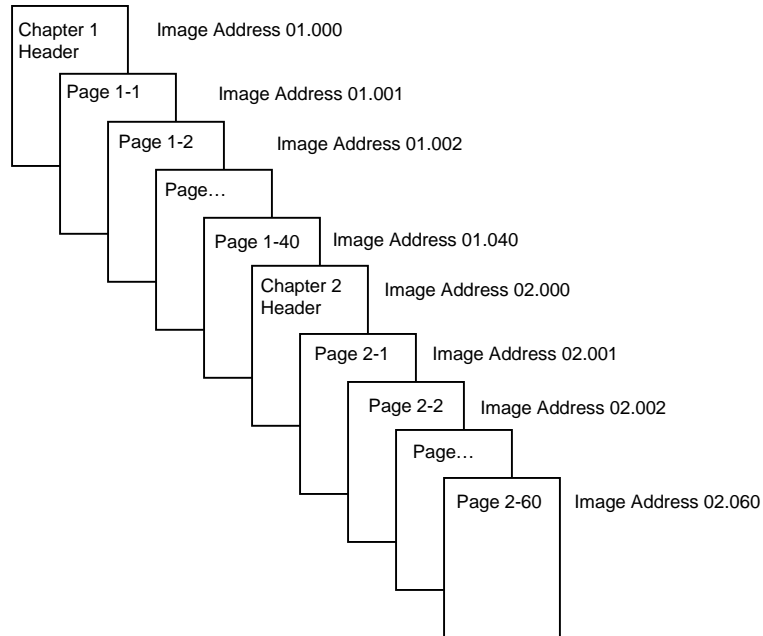 Chapter 1
Header
Image Address 01.000
Page 1-1
Image Address 01.001
Page 1-2
Image Address 01.002
Page…
Page 1-40
Image Address 01.040
Chapter 2
Header
Image Address 02.000
Page 2-1
Image Address 02.001
Page 2-2
Image Address 02.002
Page…
Page 2-60
Image Address 02.060